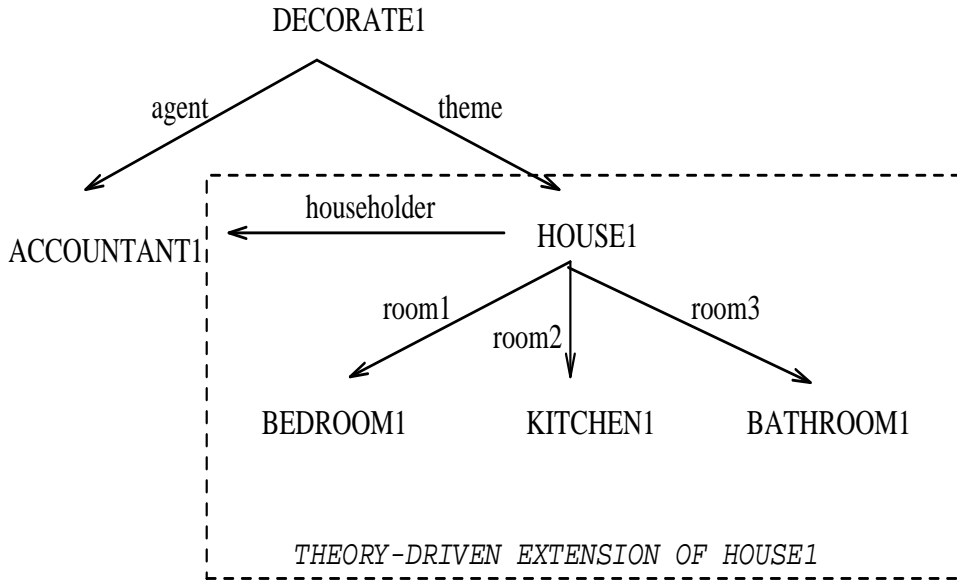 DECORATE1
agent
theme
householder
ACCOUNTANT1
HOUSE1
room1
room2
room3
BEDROOM1
KITCHEN1
BATHROOM1
THEORY-DRIVEN EXTENSION OF HOUSE1